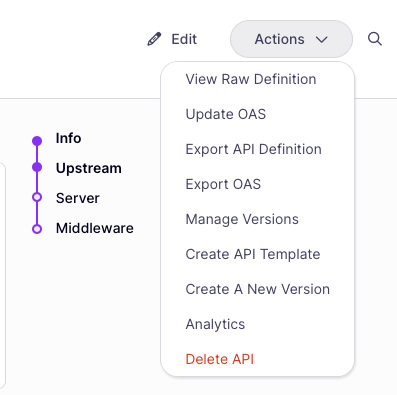 Edit
Actions
View Raw Definition
Update OAS
Export API Definition
Export OAS
Manage Versions
Create API Template
Create A New Version
Analytics
Delete API
Info
Upstream
Server
Middleware